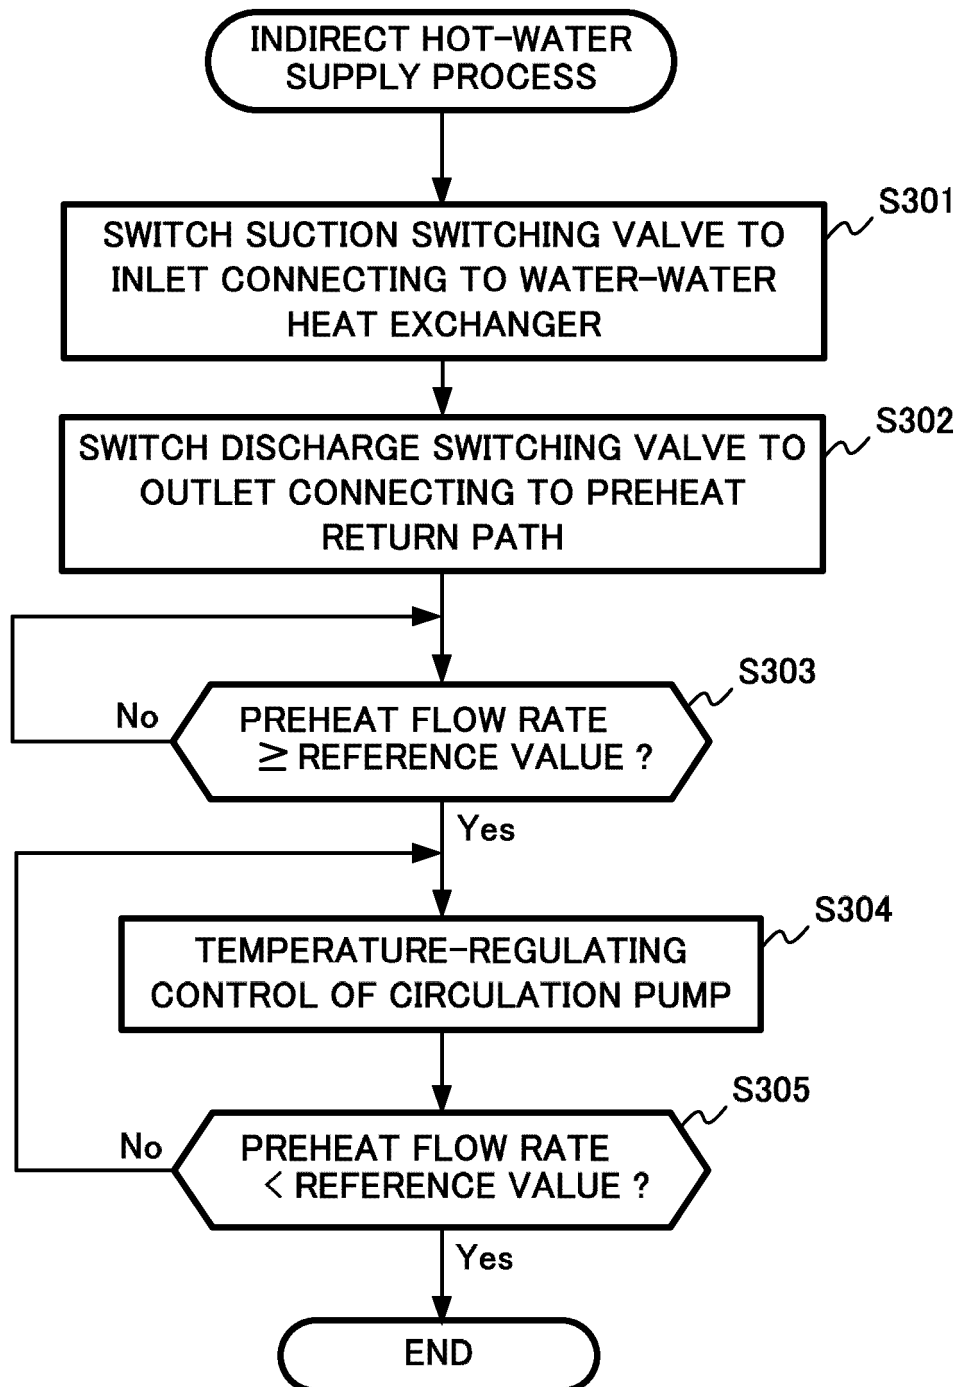 INDIRECT HOT-WATER
SUPPLY PROCESS
S301
SWITCH SUCTION SWITCHING VALVE TO
INLET CONNECTING TO WATER-WATER
HEAT EXCHANGER
S302
SWITCH DISCHARGE SWITCHING VALVE TO
OUTLET CONNECTING TO PREHEAT
RETURN PATH
S303
No
PREHEAT FLOW RATE
≥ REFERENCE VALUE ?
Yes
S304
TEMPERATURE-REGULATING
CONTROL OF CIRCULATION PUMP
S305
No
PREHEAT FLOW RATE
< REFERENCE VALUE ?
Yes
END